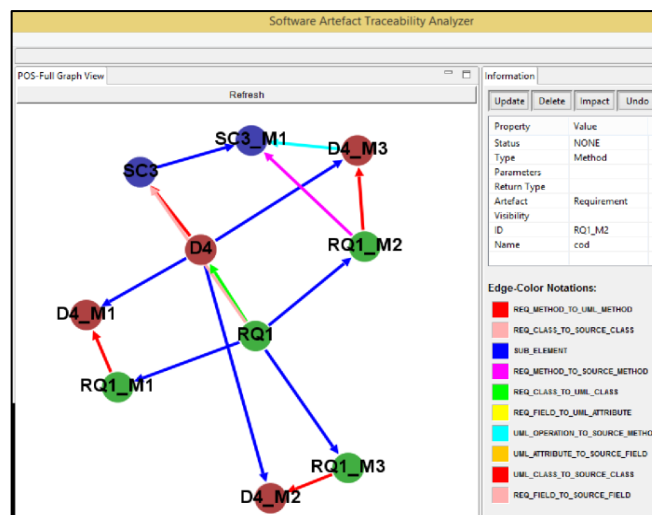 Software Artefact Traceability Analyzer
POS-Full Graph View
Information
Refresh
Update Delete Impact Undo
Property Value
Status NONE
Type Method
Parameters
Return Type
Artefact Requirement
Visibility
ID RQ1_M2
Name cod
SC3_M1
D4_M3
SC3
RQ1_M2
D4
D4_M1
RQ1
RQ1_M1
RQ1_M3
D4_M2
Edge-Color Notations:
REQ_METHOD_TO_UML_METHOD
REQ_CLASS_TO_SOURCE_CLASS
SUB_ELEMENT
REQ_METHOD_TO_SOURCE_METHOD
REQ_CLASS_TO_UML_CLASS
REQ_FIELD_TO_UML_ATTRIBUTE
UML_OPERATION_TO_SOURCE_METHO
UML_ATTRIBUTE_TO_SOURCE_FIELD
UML_CLASS_TO_SOURCE_CLASS
REQ_FIELD_TO_SOURCE_FIELD